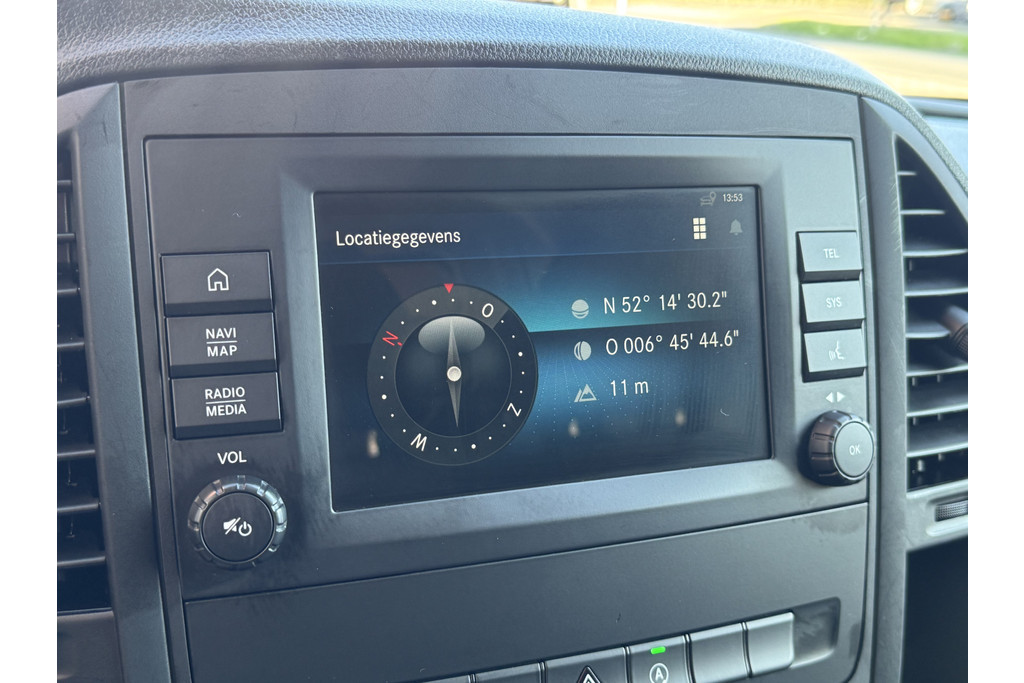 13:53
Locatiegegevens
N
O
Z
W
N 52° 14' 30.2"
O 006° 45' 44.6"
11 m
NAVI
MAP
RADIO
MEDIA
VOL
TEL
SYS
OK
A